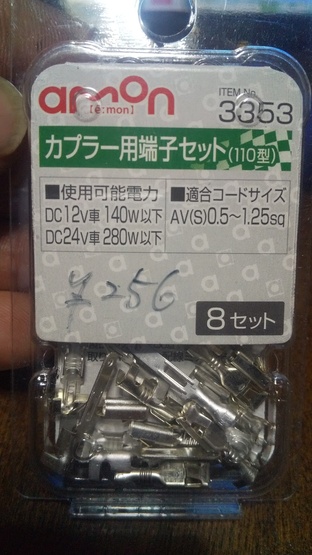 amon
[e:mon]
ITEM No.
3353
カプラー用端子セット(110型)
■使用可能電力
DC12V車 140W以下
DC24V車 280W以下
■適合コードサイズ
AV(S)0.5〜1.25sq
¥256
8セット